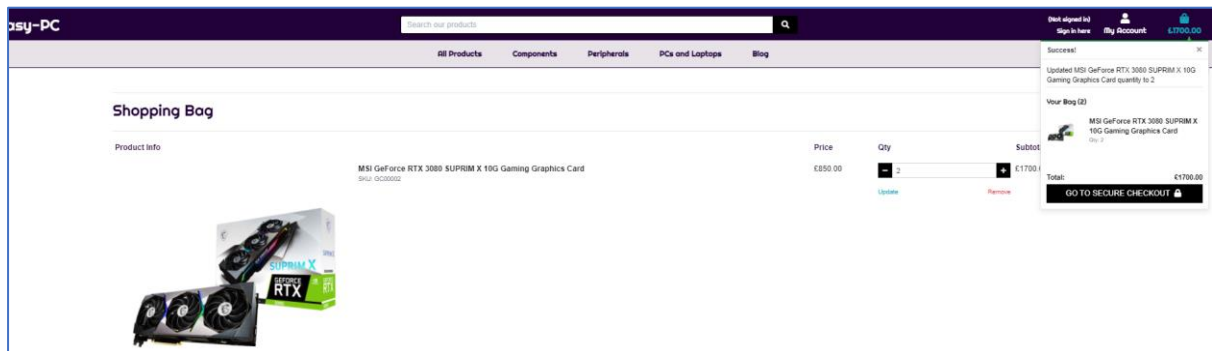 asy-PC
Search our products
(Not signed in)
Sign in here
My Account
£1700.00
All Products
Components
Peripherals
PCs and Laptops
Blog
Success!
×
Updated MSI GeForce RTX 3080 SUPRIM X 10G
Gaming Graphics Card quantity to 2
Your Bag (2)
MSI GeForce RTX 3080 SUPRIM X
10G Gaming Graphics Card
Qty: 2
Total:
£1700.00
GO TO SECURE CHECKOUT
Shopping Bag
Product Info
Price
Qty
Subtot
MSI GeForce RTX 3080 SUPRIM X 10G Gaming Graphics Card
SKU: GC00002
£850.00
2
£1700.
Update
Remove
SUPRIM X
GEFORCE
RTX